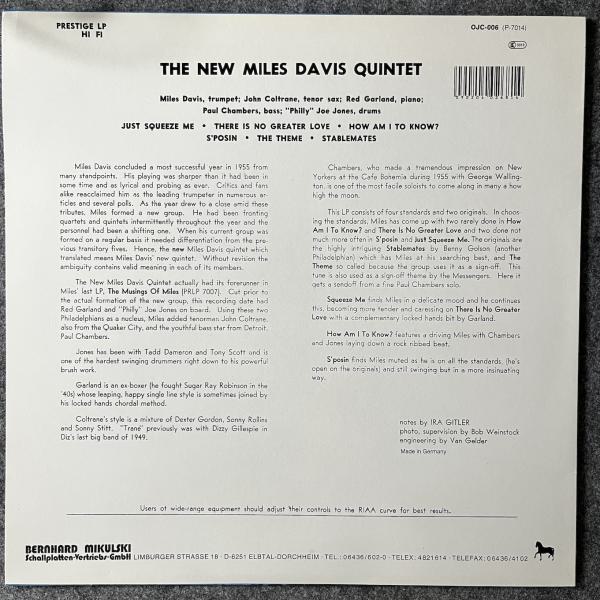 PRESTIGE LP
HI FI
OJC-006 (P-7014)
THE NEW MILES DAVIS QUINTET
Miles Davis, trumpet; John Coltrane, tenor sax; Red Garland, piano;
Paul Chambers, bass; "Philly" Joe Jones, drums
JUST SQUEEZE ME • THERE IS NO GREATER LOVE • HOW AM I TO KNOW?
S'POSIN • THE THEME • STABLEMATES
Miles Davis concluded a most successful year in 1955 from
many standpoints. His playing was sharper than it had been in
some time and as lyrical and probing as ever. Critics and fans
alike reacclaimed him as the leading trumpeter in numerous ar-
ticles and several polls. As the year drew to a close amid these
tributes, Miles formed a new group. He had been fronting
quartets and quintets intermittently throughout the year and the
personnel had been a shifting one. When his current group was
formed on a regular basis it needed differentiation from the pre-
vious transitory fives. Hence, the new Miles Davis quintet which
translated means Miles Davis' now quintet. Without revision the
ambiguity contains valid meaning in each of its members.
The New Miles Davis Quintet actually had its forerunner in
Miles' last LP, The Musings Of Miles (PRLP 7007). Cut prior to
the actual formation of the new group, this recording date had
Red Garland and "Philly" Joe Jones on board. Using these two
Philadelphians as a nucleus, Miles added tenorman John Coltrane,
also from the Quaker City, and the youthful bass star from Detroit,
Paul Chambers.
Jones has been with Tadd Dameron and Tony Scott and is
one of the hardest swinging drummers right down to his powerful
brush work.
Garland is an ex-boxer (he fought Sugar Ray Robinson in the
'40s) whose leaping, happy single line style is sometimes joined by
his locked hands chordal method.
Coltrane's style is a mixture of Dexter Gordon, Sonny Rollins
and Sonny Stitt. "Trane" previously was with Dizzy Gillespie in
Diz's last big band of 1949.
Chambers, who made a tremendous impression on New
Yorkers at the Cafe Bohemia during 1955 with George Walling-
ton, is one of the most facile soloists to come along in many a how
high the moon.
This LP consists of four standards and two originals. In choos-
ing the standards, Miles has come up with two rarely done in How
Am I To Know? and There Is No Greater Love and two done not
much more often in S'posin and Just Squeeze Me. The originals are
the highly intriguing Stablemates by Benny Golson (another
Philadelphian) which has Miles at his searching best, and The
Theme so called because the group uses it as a sign-off. This
tune is also used as a sign-off theme by the Messengers. Here it
gets a sendoff from a fine Paul Chambers solo.
Squeeze Me finds Miles in a delicate mood and he continues
this, becoming more tender and caressing on There Is No Greater
Love with a complementary locked hands bit by Garland.
How Am I To Know? features a driving Miles with Chambers
and Jones laying down a rock ribbed beat.
S'posin finds Miles muted as he is on all the standards, (he's
open on the originals) and still swinging but in a more insinuating
way.
notes by IRA GITLER
photo, supervision by Bob Weinstock
engineering by Van Gelder
Made in Germany
Users of wide-range equipment should adjust their controls to the RIAA curve for best results.
BERNHARD MIKULSKI
Schallplatten-Vertriebs-GmbH LIMBURGER STRASSE 18 · D-6251 ELBTAL-DORCHHEIM · TEL.: 06436/602-0 · TELEX: 4821614 · TELEFAX: 06436/4102